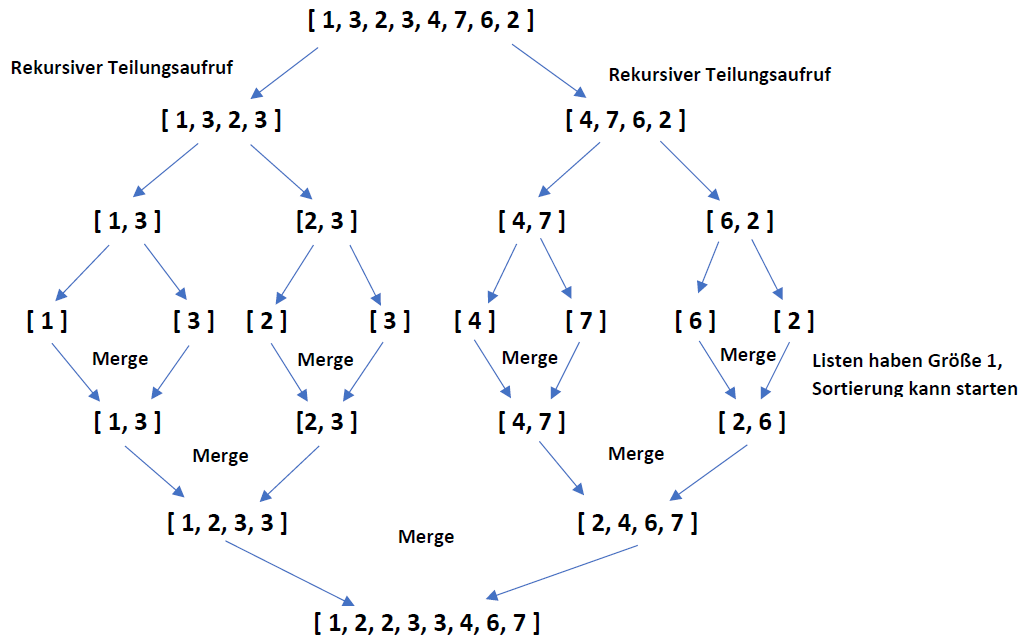 [ 1, 3, 2, 3, 4, 7, 6, 2 ]
Rekursiver Teilungsaufruf
Rekursiver Teilungsaufruf
[ 1, 3, 2, 3 ]
[ 4, 7, 6, 2 ]
[ 1, 3 ]
[2, 3 ]
[ 4, 7 ]
[ 6, 2 ]
[ 1 ]
[ 3 ]
[ 2 ]
[ 3 ]
[ 4 ]
[ 7 ]
[ 6 ]
[ 2 ]
Merge
Merge
Merge
Merge
Listen haben Größe 1,
Sortierung kann starten
[ 1, 3 ]
[2, 3 ]
[ 4, 7 ]
[ 2, 6 ]
Merge
Merge
[ 1, 2, 3, 3 ]
[ 2, 4, 6, 7 ]
Merge
[ 1, 2, 2, 3, 3, 4, 6, 7 ]